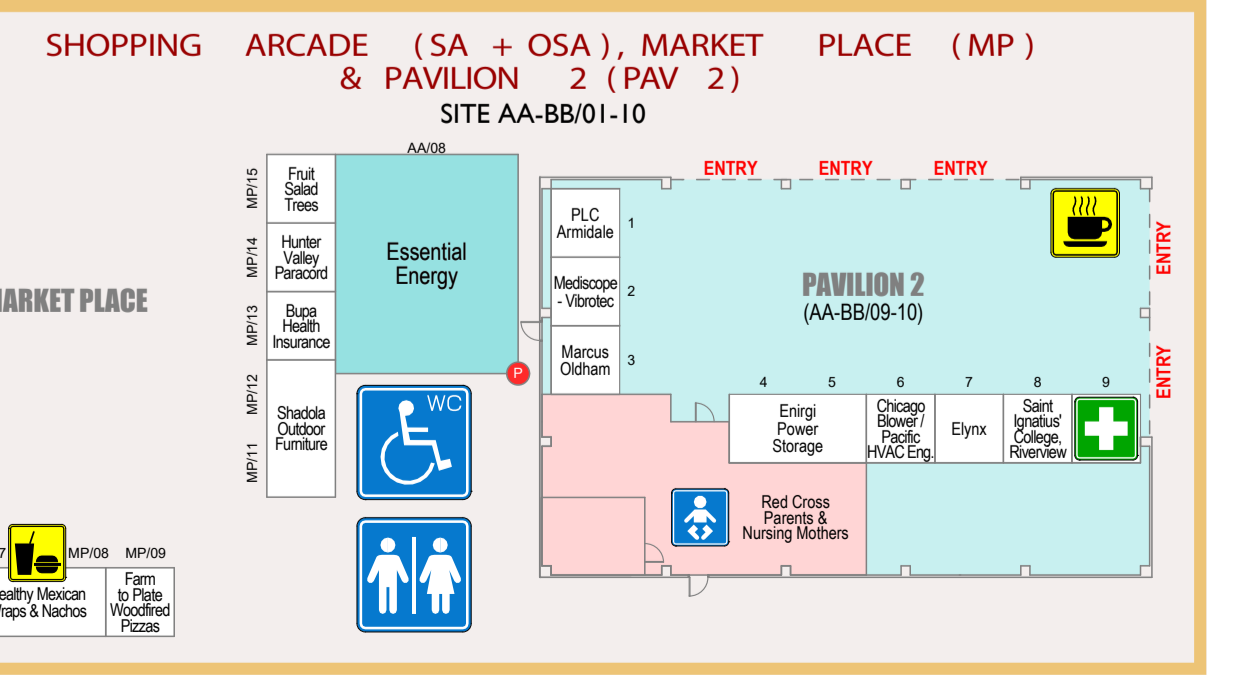 SHOPPING ARCADE (SA + OSA), MARKET PLACE (MP)
& PAVILION 2 (PAV 2)
SITE AA-BB/01-10
AA/08
MP/15
Fruit
Salad
Trees
MP/14
Hunter
Valley
Paracord
MP/13
Bupa
Health
Insurance
MP/12
MP/11
Shadola
Outdoor
Furniture
Essential
Energy
P
WC
PLACE
MP/08
MP/09
Mexican
& Nachos
Farm
to Plate
Woodfired
Pizzas
ENTRY
ENTRY
ENTRY
ENTRY
ENTRY
PLC
Armidale
1
Mediscope
- Vibrotec
2
Marcus
Oldham
3
PAVILION 2
(AA-BB/09-10)
4
5
6
7
8
9
Enirgi
Power
Storage
Chicago
Blower /
Pacific
HVAC Eng.
Elynx
Saint
Ignatius'
College,
Riverview
Red Cross
Parents &
Nursing Mothers